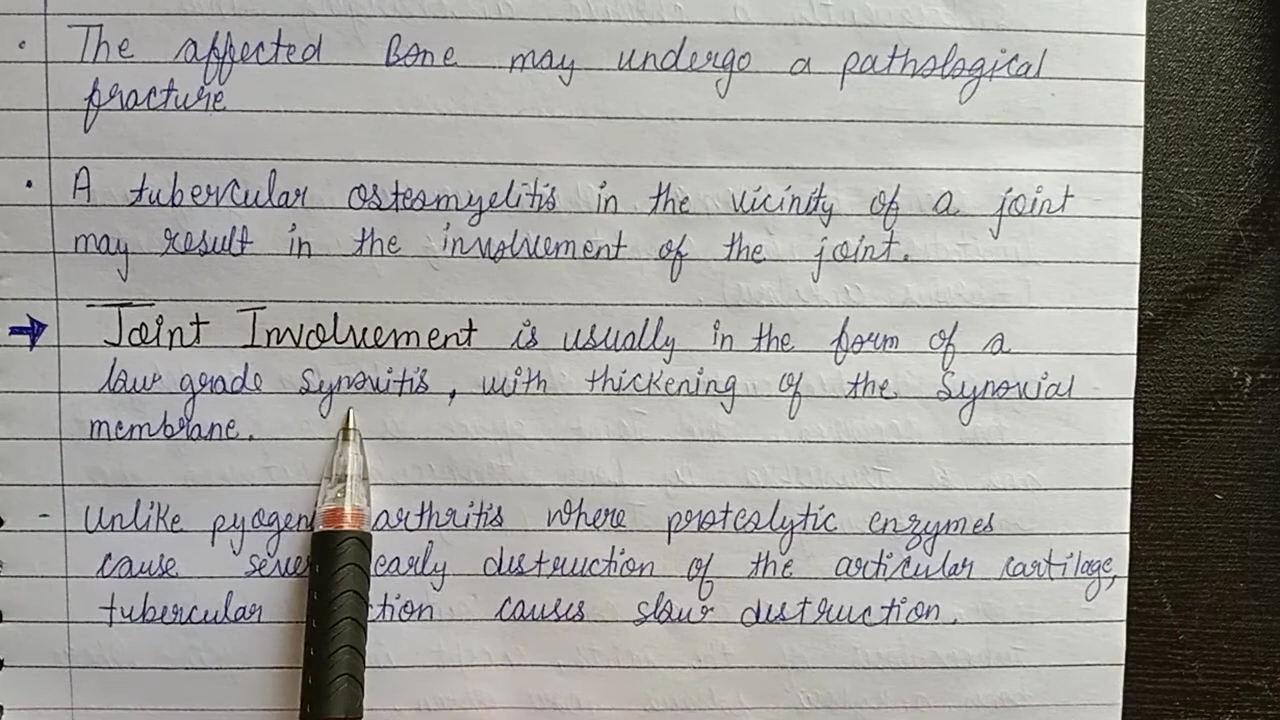 The affected Bone may undergo a pathological
fracture
A tubercular osteomyelitis in the vicinity of a joint
may result in the involvement of the joint.
Joint Involvement is usually in the form of a
low grade Synovitis, with thickening of the Synovial
membrane.
- Unlike arthritis where proteolytic enzymes
cause early destruction of the articular cartilage,
tubercular causes slow destruction.